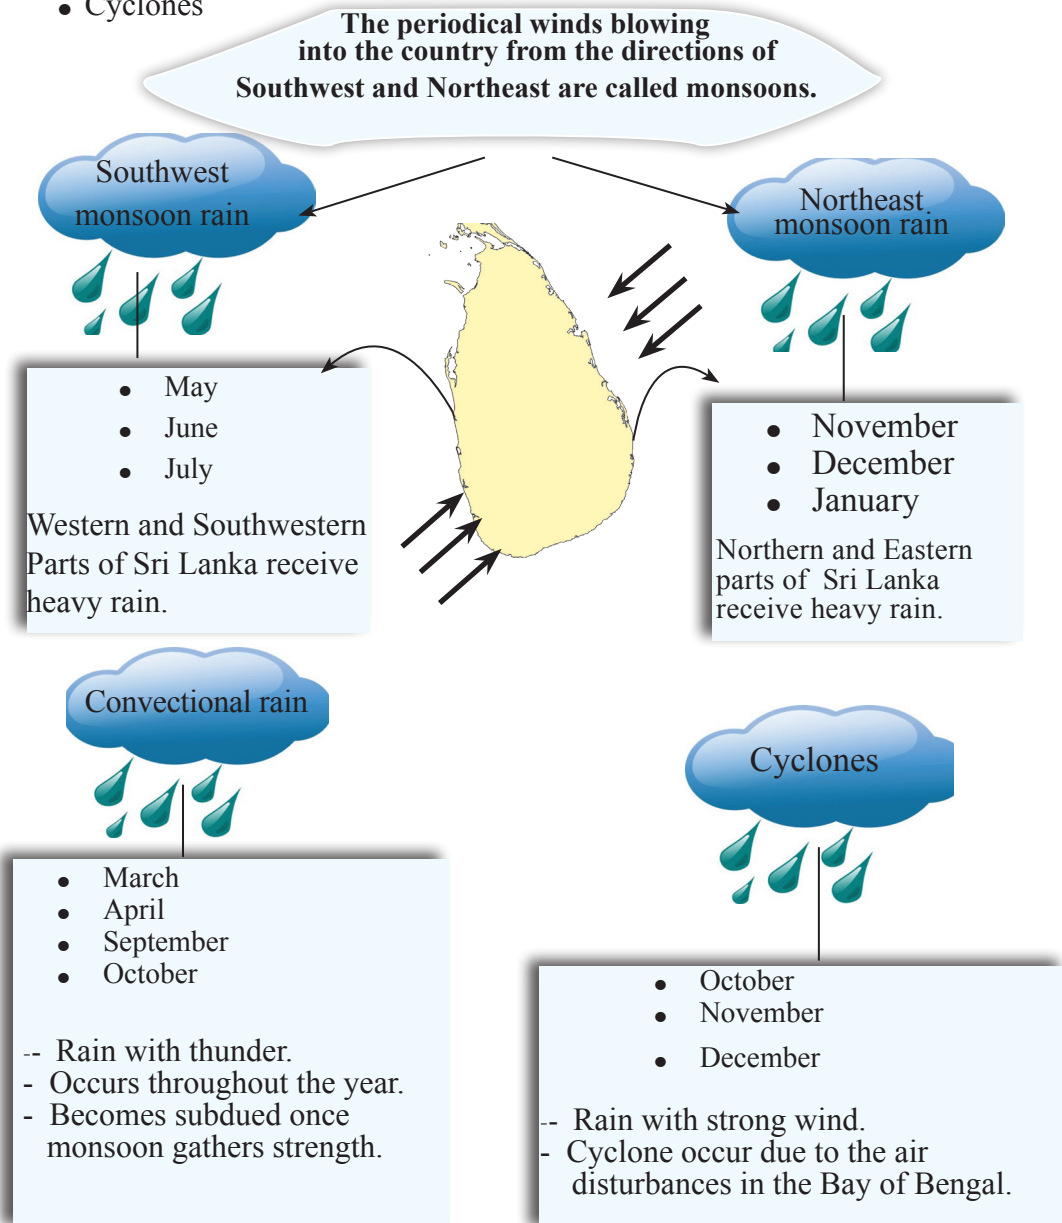 • Cyclones
The periodical winds blowing
into the country from the directions of
Southwest and Northeast are called monsoons.
Southwest
monsoon rain
Northeast
monsoon rain
• May
• June
• July
Western and Southwestern
Parts of Sri Lanka receive
heavy rain.
• November
• December
• January
Northern and Eastern
parts of Sri Lanka
receive heavy rain.
Convectional rain
Cyclones
• March
• April
• September
• October
-- Rain with thunder.
- Occurs throughout the year.
- Becomes subdued once
monsoon gathers strength.
• October
• November
• December
-- Rain with strong wind.
- Cyclone occur due to the air
disturbances in the Bay of Bengal.